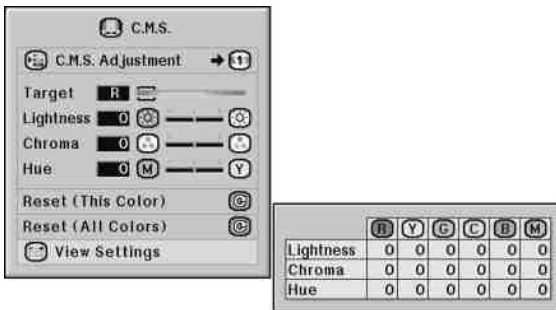 C.M.S.
C.M.S. Adjustment 1
Target R
Lightness 0
Chroma 0
Hue 0 M Y
Reset (This Color)
Reset (All Colors)
View Settings
R Y G C B M
Lightness 0 0 0 0 0 0
Chroma 0 0 0 0 0 0
Hue 0 0 0 0 0 0